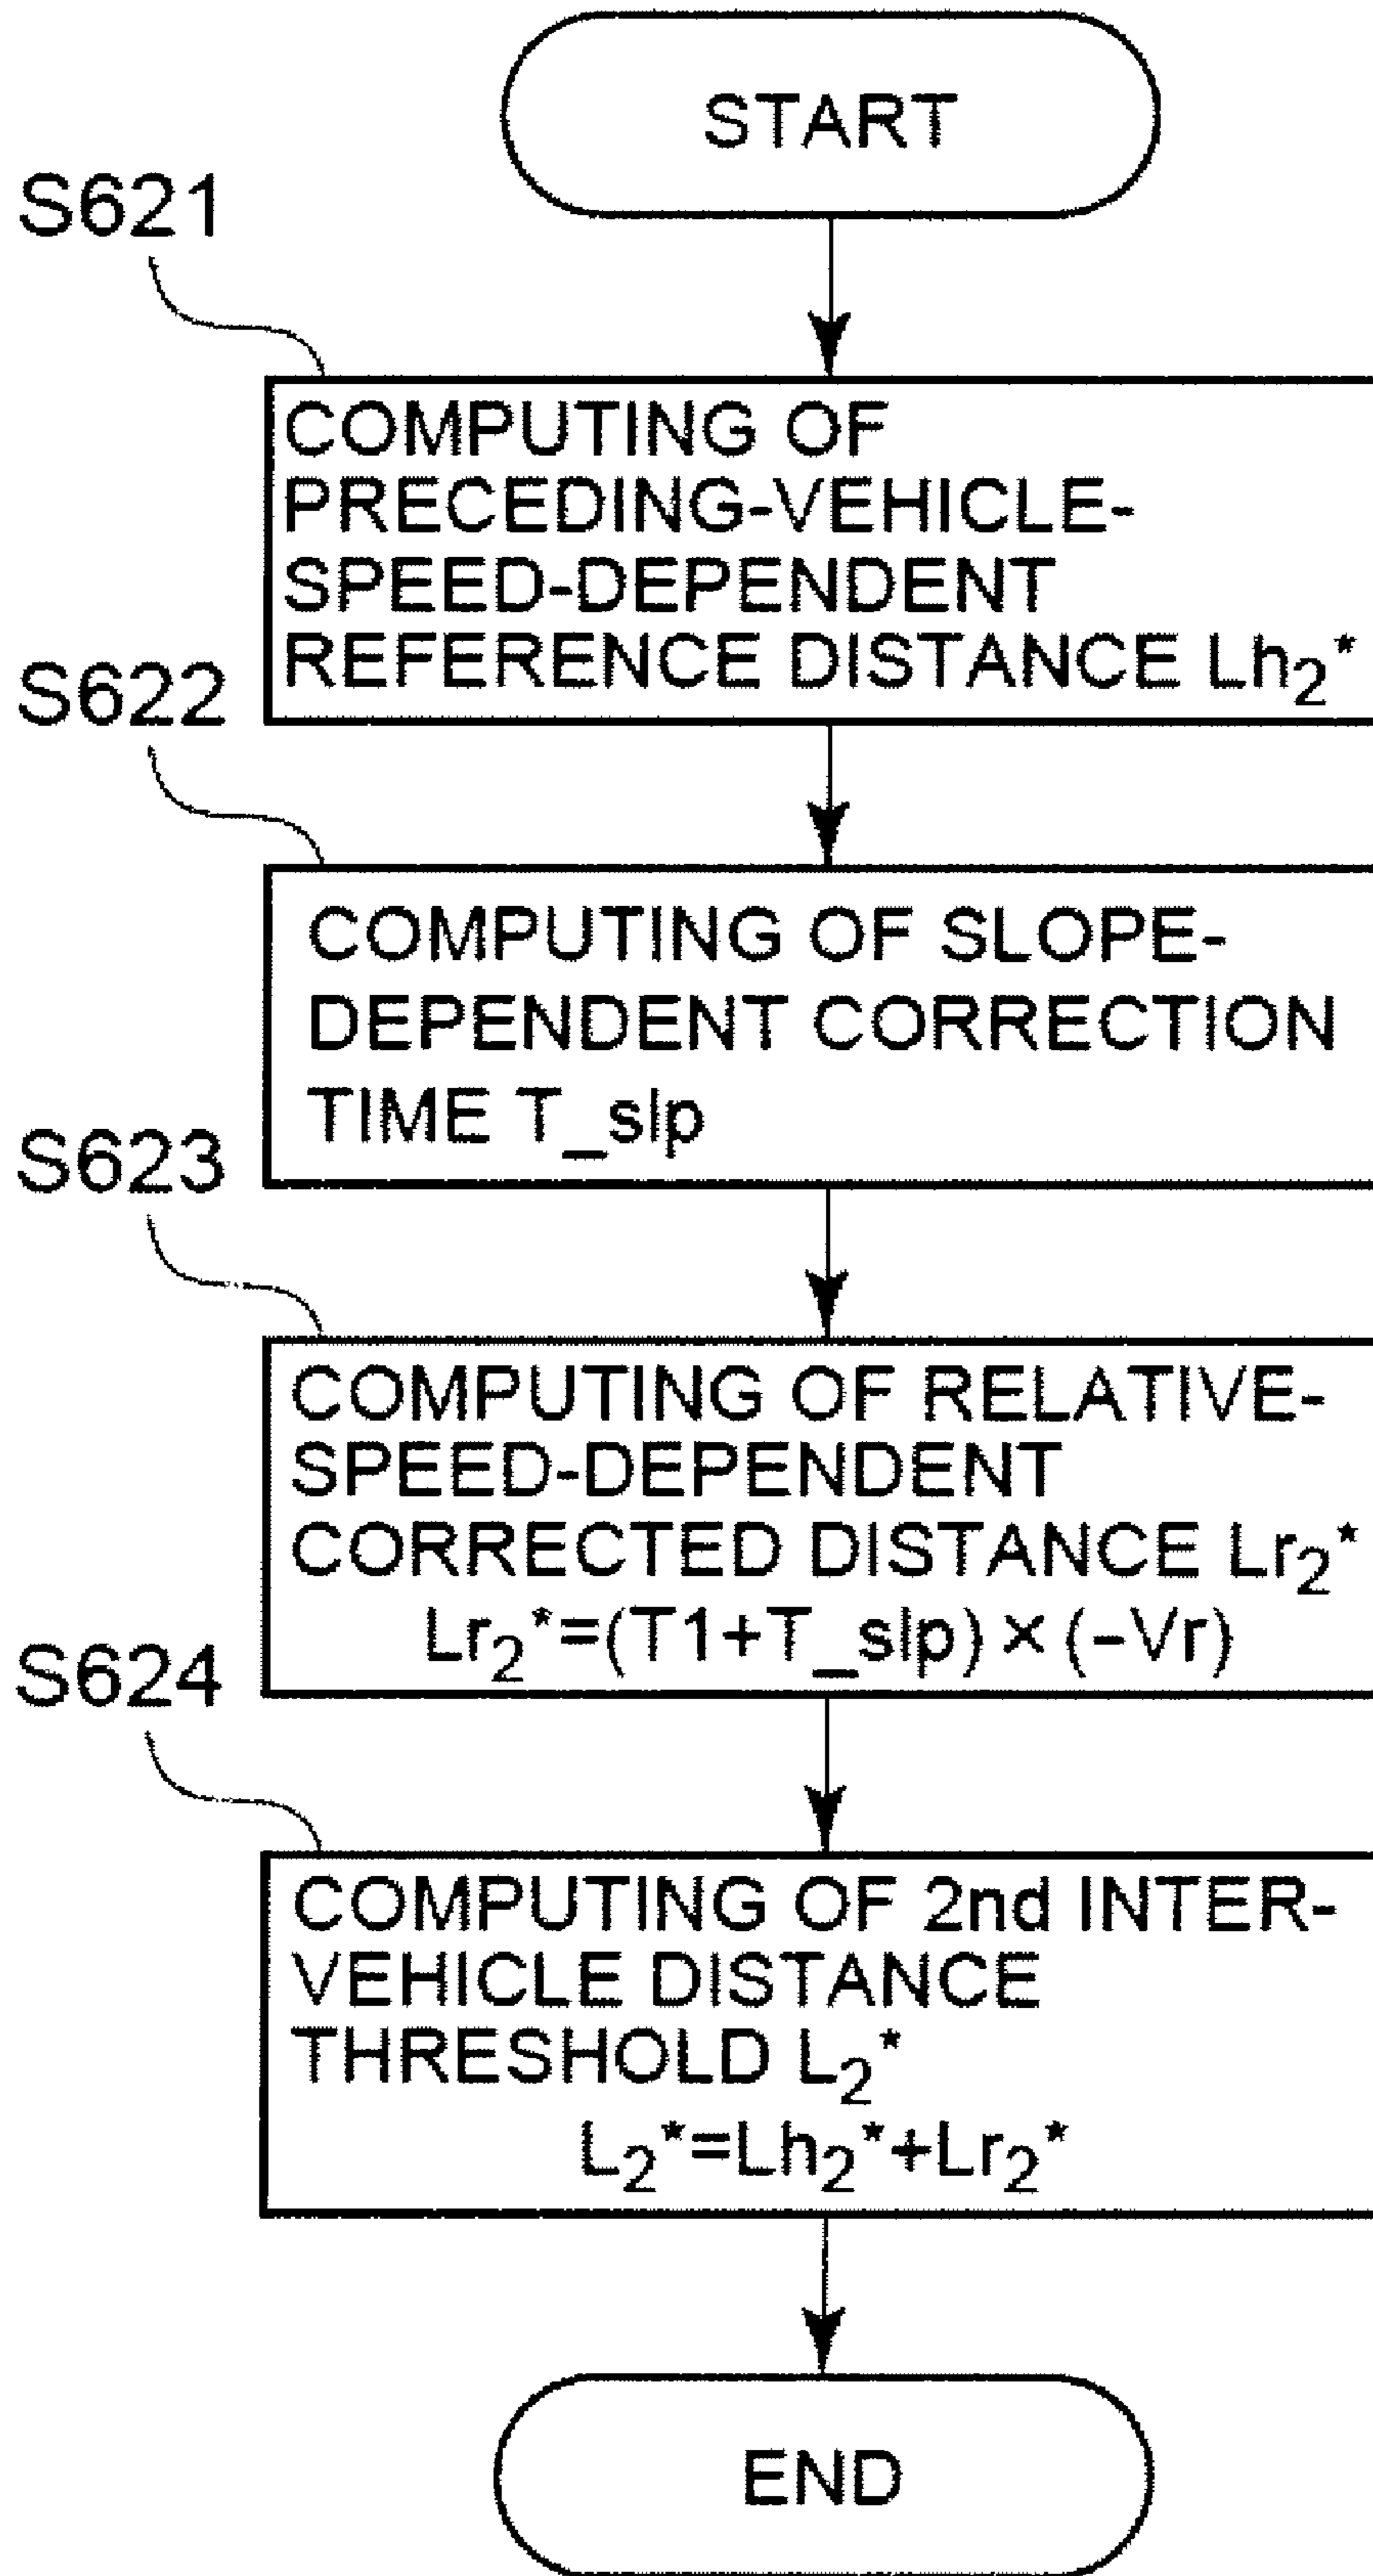 START
S621
COMPUTING OF
PRECEDING-VEHICLE-
SPEED-DEPENDENT
REFERENCE DISTANCE Lh₂*
S622
COMPUTING OF SLOPE-
DEPENDENT CORRECTION
TIME T_slp
S623
COMPUTING OF RELATIVE-
SPEED-DEPENDENT
CORRECTED DISTANCE Lr₂*
Lr₂*=(T1+T_slp)×(−Vr)
S624
COMPUTING OF 2nd INTER-
VEHICLE DISTANCE
THRESHOLD L₂*
L₂*=Lh₂*+Lr₂*
END